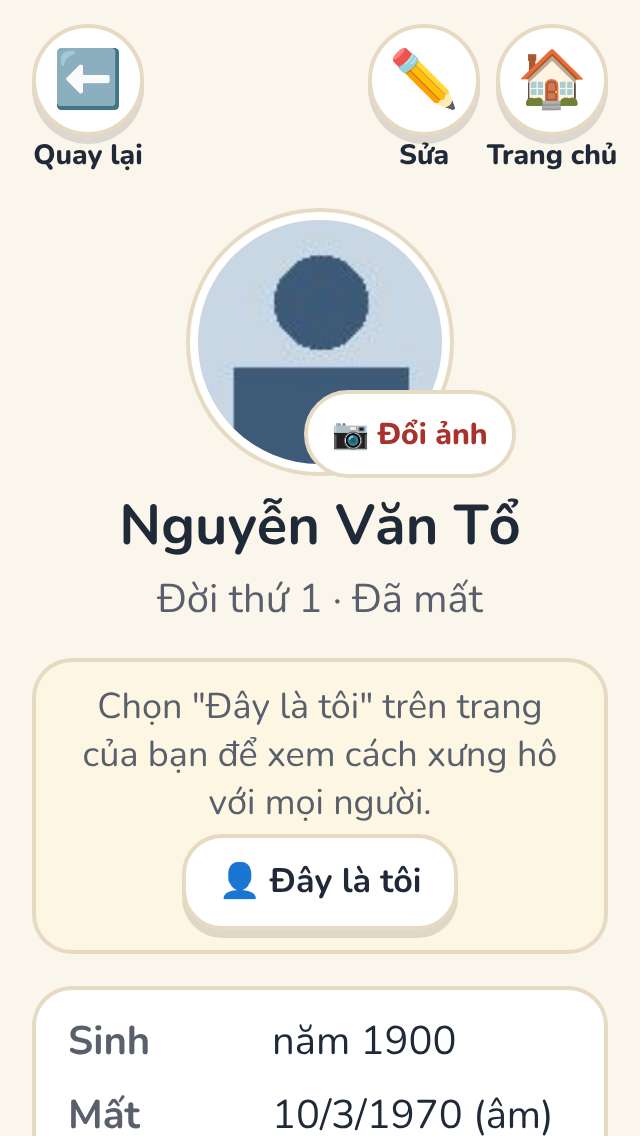 Quay lại
Sửa
Trang chủ
Đổi ảnh
Nguyễn Văn Tổ
Đời thứ 1 · Đã mất
Chọn "Đây là tôi" trên trang
của bạn để xem cách xưng hô
với mọi người.
Đây là tôi
Sinh năm 1900
Mất 10/3/1970 (âm)